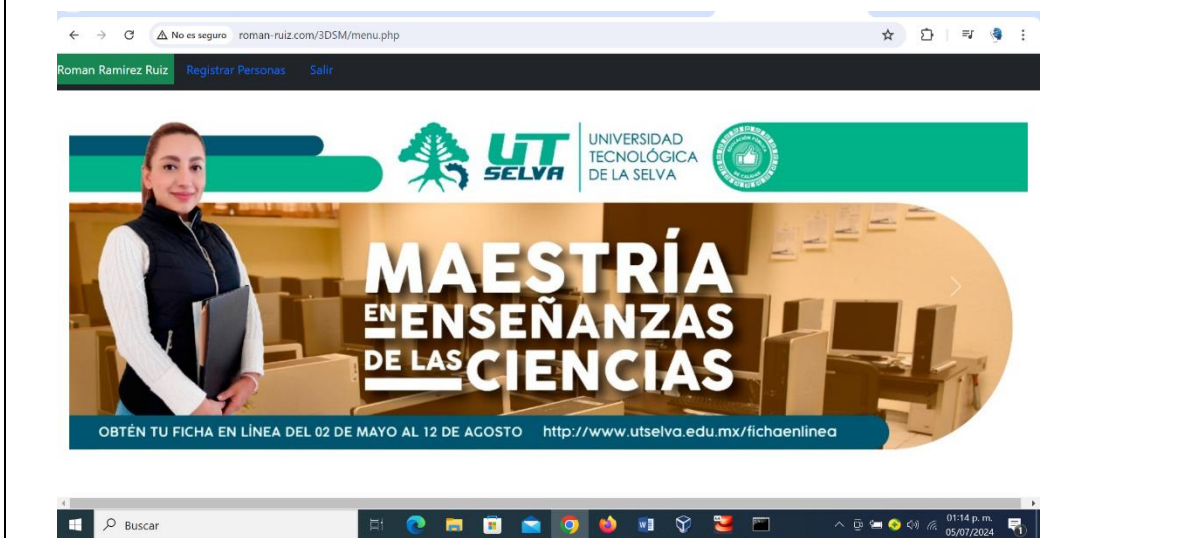 No es seguro
roman-ruiz.com/3DSM/menu.php
Roman Ramirez Ruiz Registrar Personas Salir
UT
SELVA
UNIVERSIDAD
TECNOLÓGICA
DE LA SELVA
MAESTRÍA
EN ENSEÑANZAS
DE LAS CIENCIAS
OBTÉN TU FICHA EN LÍNEA DEL 02 DE MAYO AL 12 DE AGOSTO http://www.utselva.edu.mx/fichaenlinea
Buscar
01:14 p. m.
05/07/2024